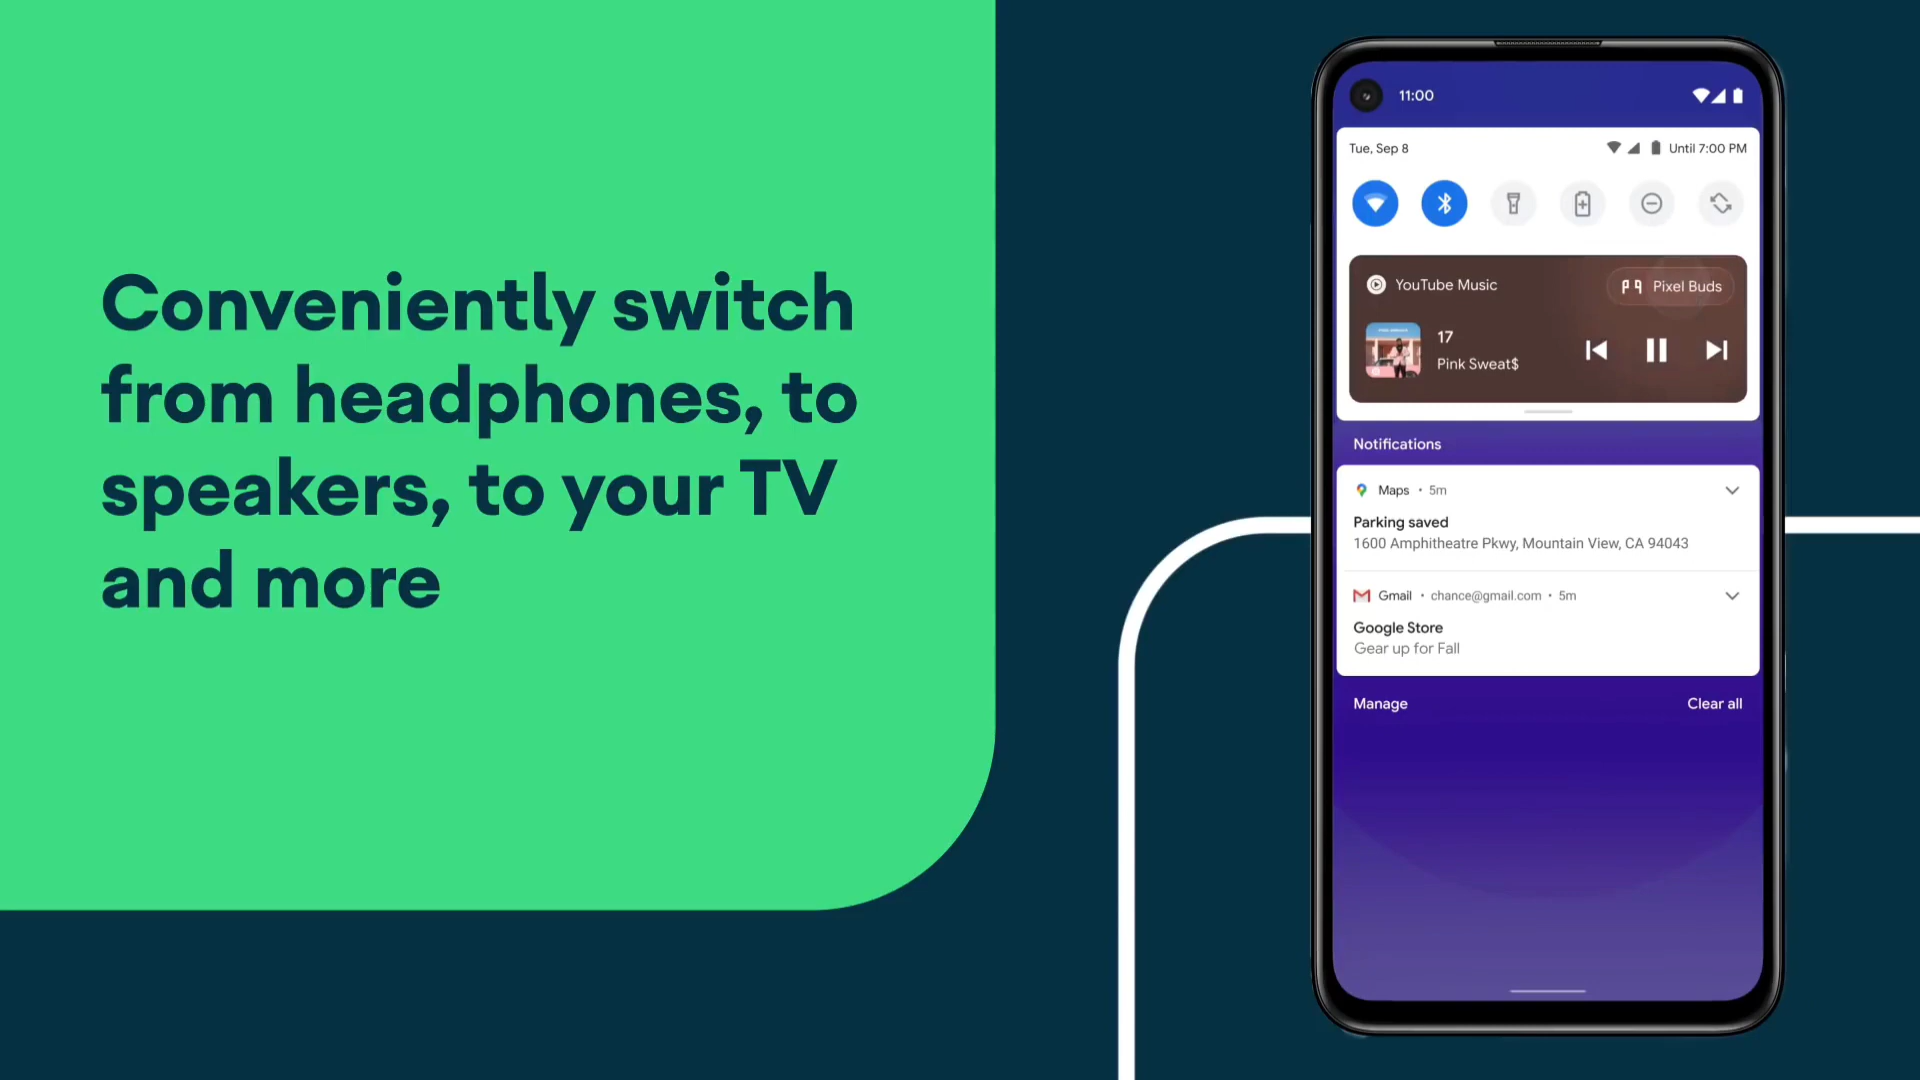 Conveniently switch
from headphones, to
speakers, to your TV
and more
11:00
Tue, Sep 8
Until 7:00 PM
YouTube Music
Pixel Buds
17
Pink Sweat$
Notifications
Maps • 5m
Parking saved
1600 Amphitheatre Pkwy, Mountain View, CA 94043
Gmail • chance@gmail.com • 5m
Google Store
Gear up for Fall
Manage
Clear all